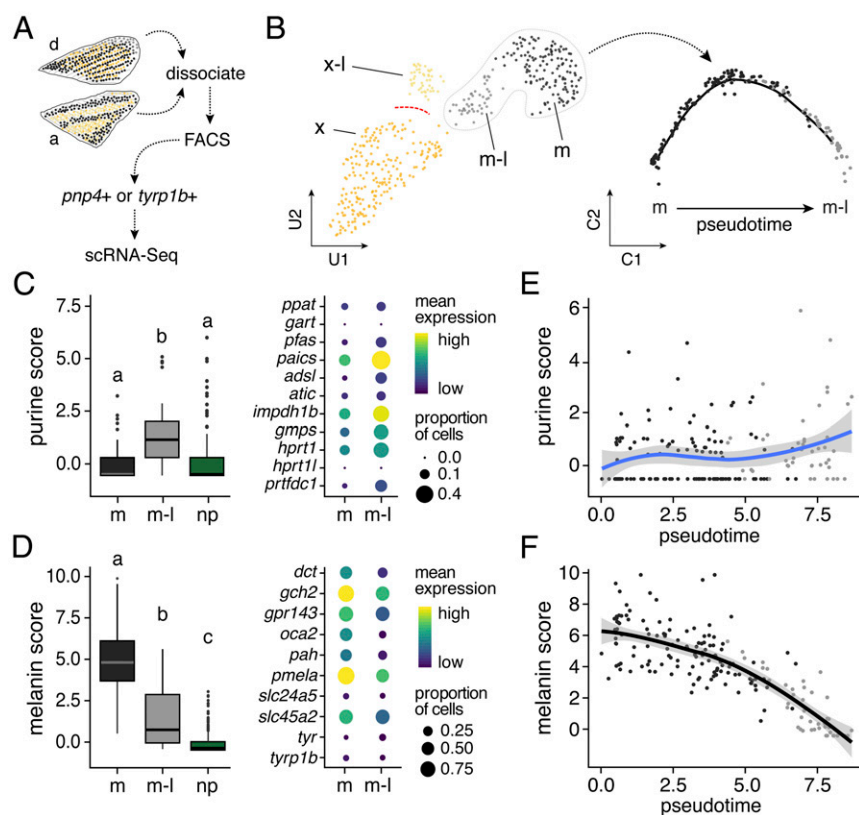 A
d
a
dissociate
FACS
pnp4+ or tyrp1b+
scRNA-Seq
B
x-l
x
m-l
m
U2
U1
m
pseudotime
m-l
C2
C1
C
purine score
7.5
5.0
2.5
0.0
a
b
a
m
m-l
np
ppat
gart
pfas
paics
adsl
atic
impdh1b
gmps
hprt1
hprt1l
prtfdc1
m
m-l
mean
expression
high
low
proportion
of cells
0.0
0.1
0.4
E
purine score
6
4
2
0
0.0
2.5
5.0
7.5
pseudotime
D
melanin score
10.0
7.5
5.0
2.5
0.0
a
b
c
m
m-l
np
dct
gch2
gpr143
oca2
pah
pmela
slc24a5
slc45a2
tyr
tyrp1b
m
m-l
mean
expression
high
low
proportion
of cells
0.25
0.50
0.75
F
melanin score
10
8
6
4
2
0
0.0
2.5
5.0
7.5
pseudotime